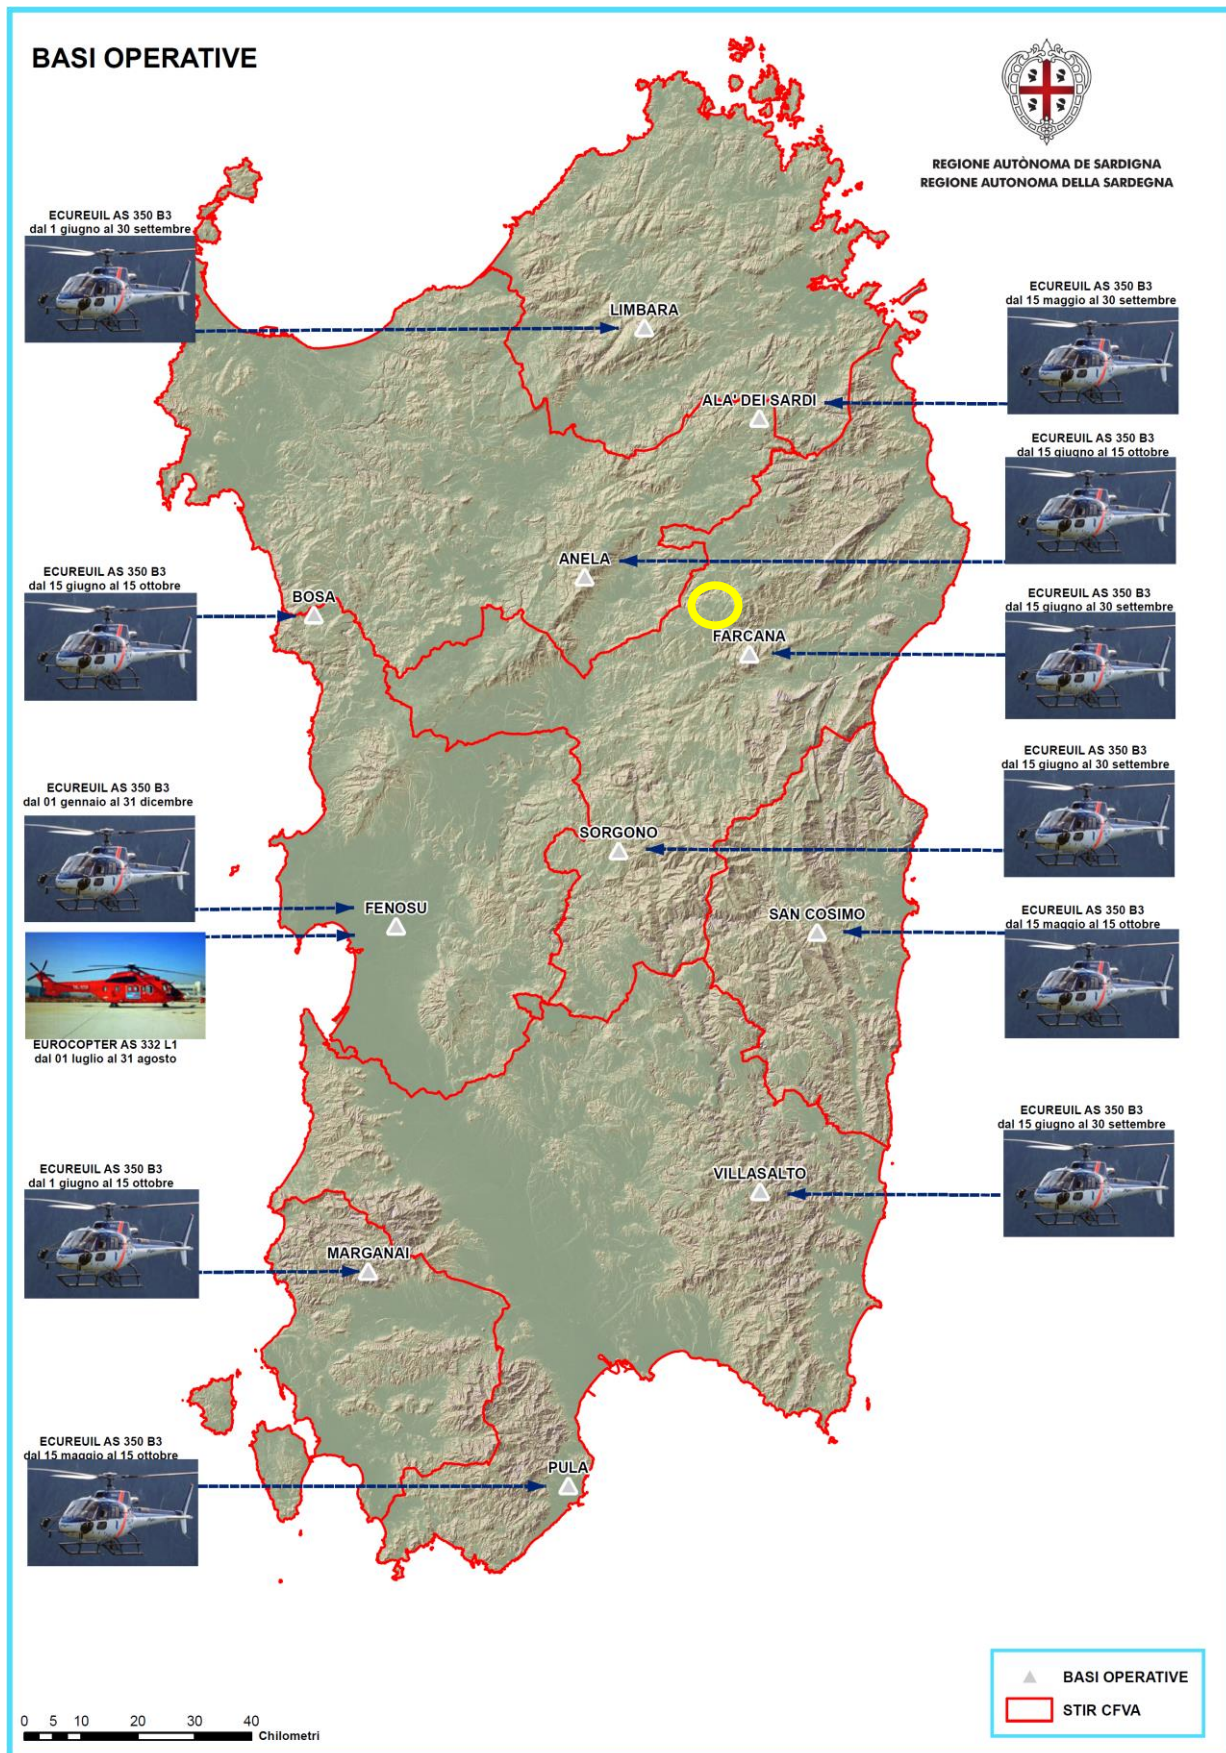 BASI OPERATIVE
REGIONE AUTÒNOMA DE SARDIGNA
REGIONE AUTONOMA DELLA SARDEGNA
ECUREUIL AS 350 B3
dal 1 giugno al 30 settembre
LIMBARA
ECUREUIL AS 350 B3
dal 15 maggio al 30 settembre
ALA' DEI SARDI
ECUREUIL AS 350 B3
dal 15 giugno al 15 ottobre
ANELA
ECUREUIL AS 350 B3
dal 15 giugno al 15 ottobre
BOSA
ECUREUIL AS 350 B3
dal 15 giugno al 30 settembre
FARCANA
ECUREUIL AS 350 B3
dal 15 giugno al 30 settembre
SORGONO
ECUREUIL AS 350 B3
dal 01 gennaio al 31 dicembre
FENOSU
EUROCOPTER AS 332 L1
dal 01 luglio al 31 agosto
ECUREUIL AS 350 B3
dal 15 maggio al 15 ottobre
SAN COSIMO
ECUREUIL AS 350 B3
dal 15 giugno al 30 settembre
VILLASALTO
ECUREUIL AS 350 B3
dal 1 giugno al 15 ottobre
MARGANAI
ECUREUIL AS 350 B3
dal 15 maggio al 15 ottobre
PULA
BASI OPERATIVE
STIR CFVA
0 5 10 20 30 40
Chilometri